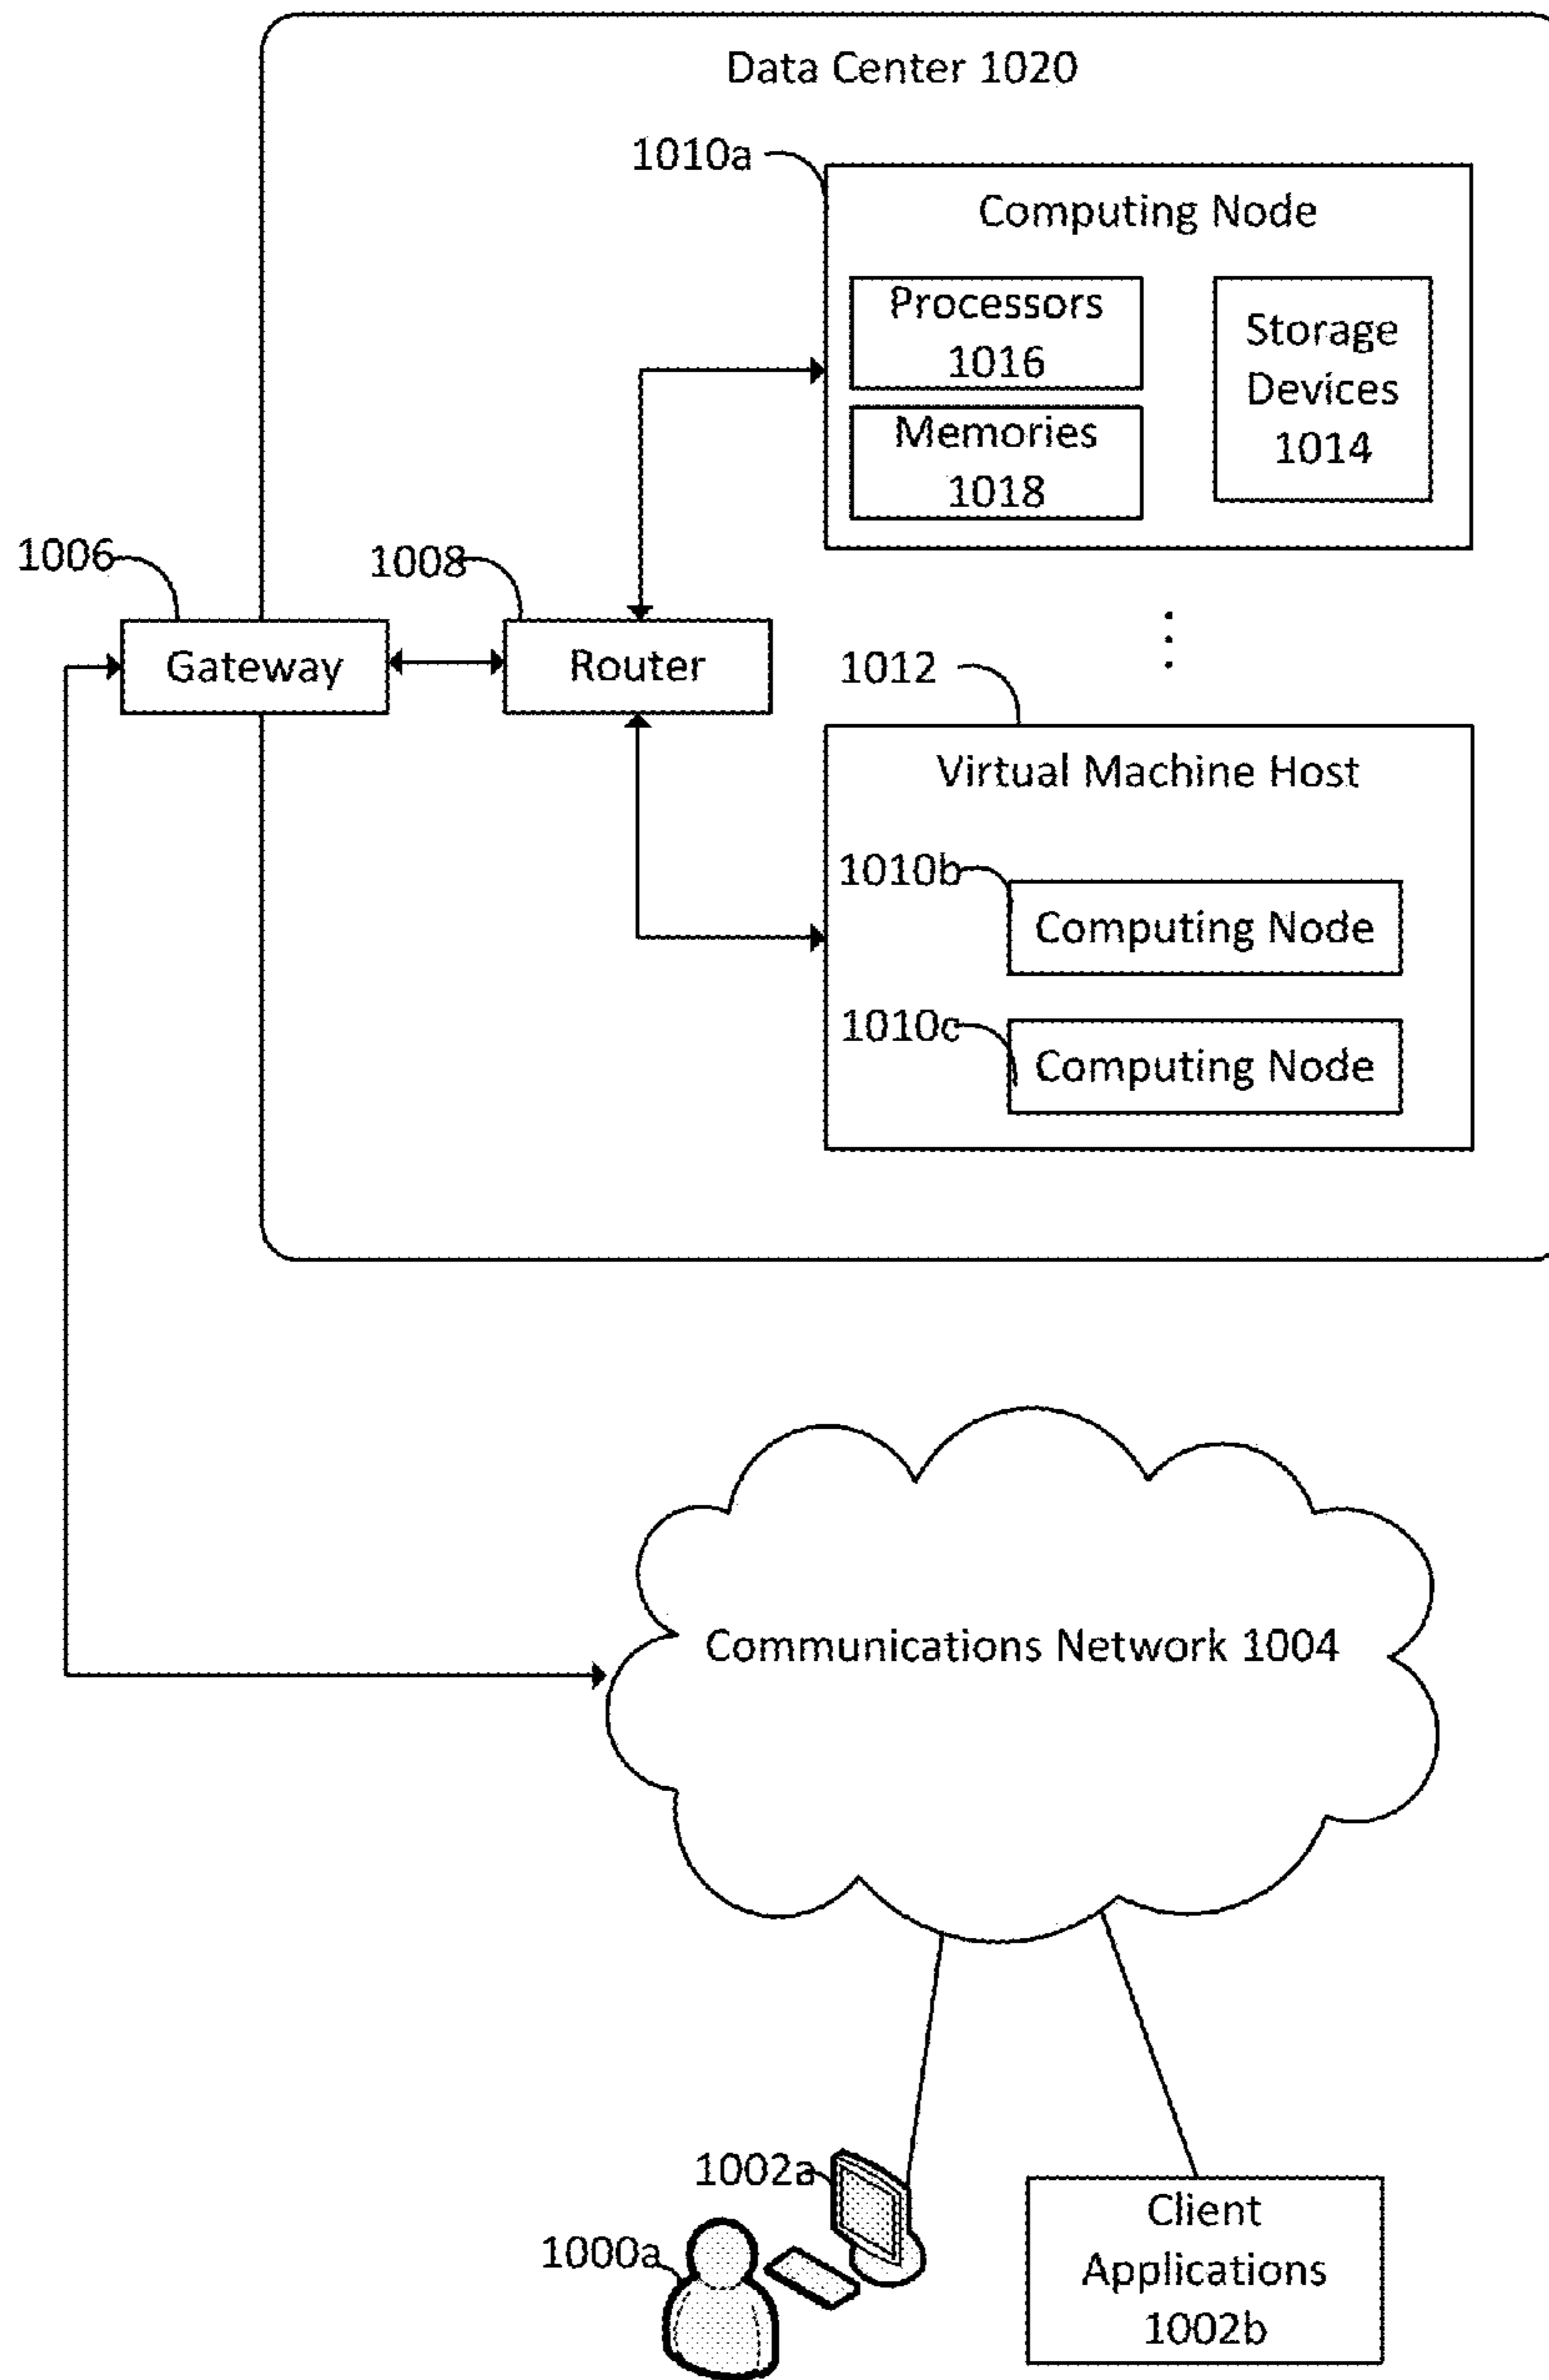 Data Center 1020
1010a
Computing Node
Processors
1016
Storage
Devices
1014
Memories
1018
1006
1008
Gateway
Router
1012
Virtual Machine Host
1010b
Computing Node
1010c
Computing Node
Communications Network 1004
1002a
1000a
Client
Applications
1002b